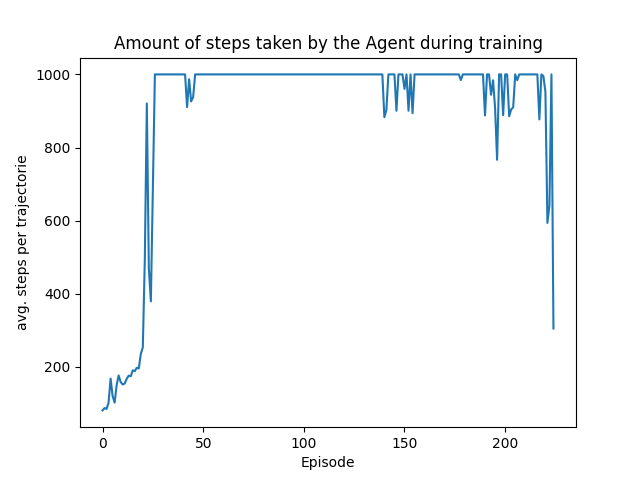 Amount of steps taken by the Agent during training
avg. steps per trajectorie
1000
800
600
400
200
0 50 100 150 200
Episode